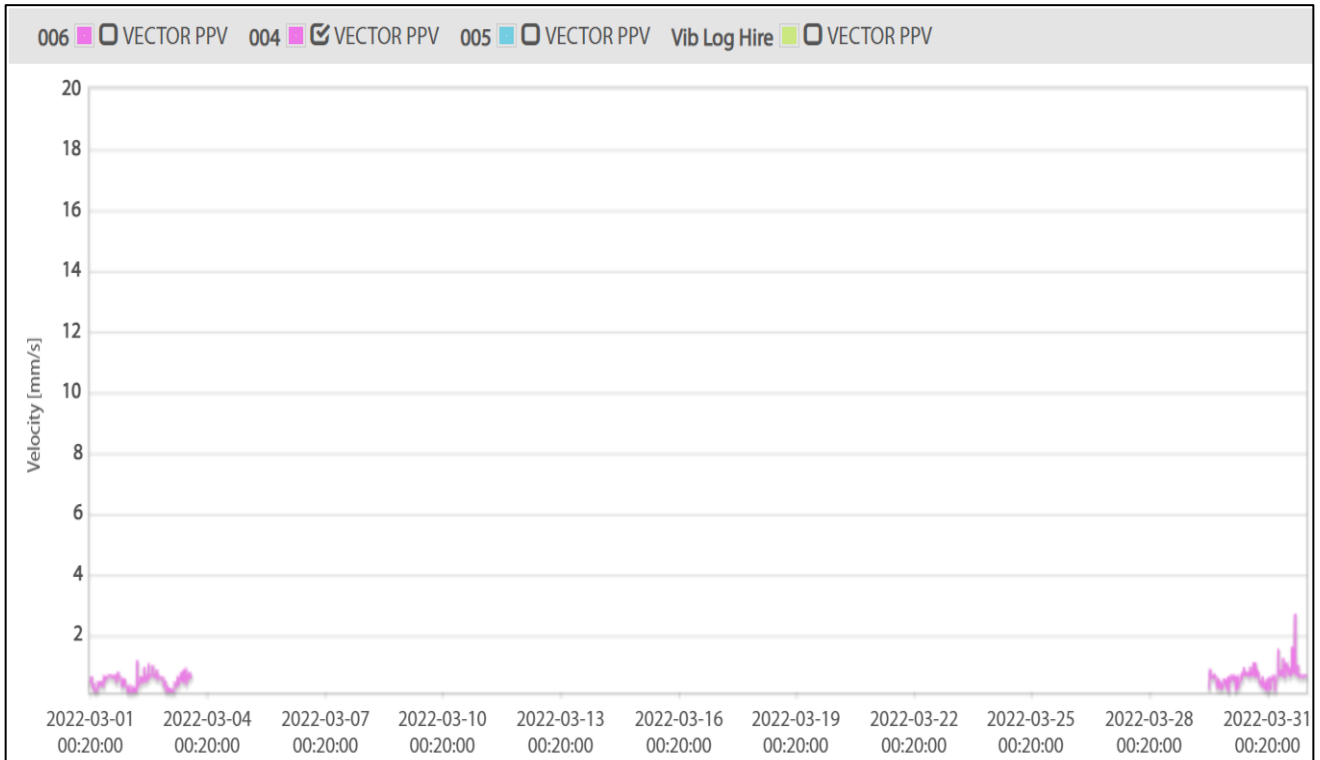 006 VECTOR PPV 004 VECTOR PPV 005 VECTOR PPV Vib Log Hire VECTOR PPV
20
18
16
14
12
10
8
6
4
2
Velocity [mm/s]
2022-03-01 2022-03-04 2022-03-07 2022-03-10 2022-03-13 2022-03-16 2022-03-19 2022-03-22 2022-03-25 2022-03-28 2022-03-31
00:20:00 00:20:00 00:20:00 00:20:00 00:20:00 00:20:00 00:20:00 00:20:00 00:20:00 00:20:00 00:20:00